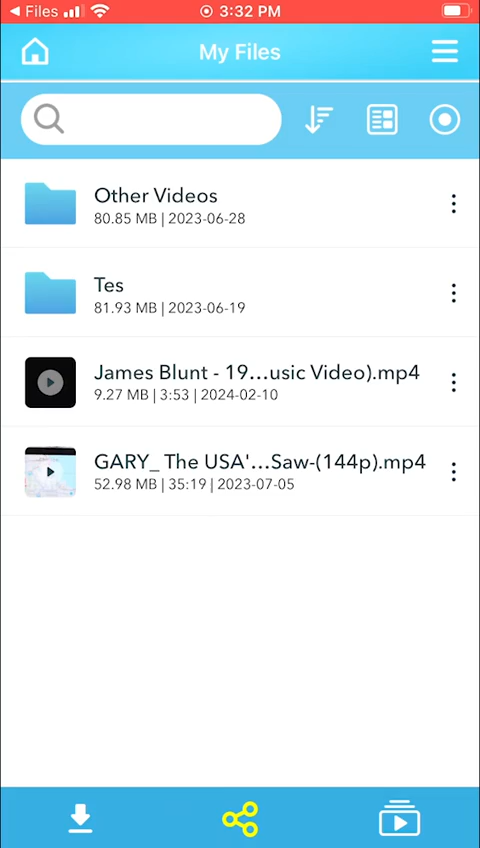 Files 3:32 PM
My Files
Other Videos
80.85 MB | 2023-06-28
Tes
81.93 MB | 2023-06-19
James Blunt - 19...usic Video).mp4
9.27 MB | 3:53 | 2024-02-10
GARY_ The USA'...Saw-(144p).mp4
52.98 MB | 35:19 | 2023-07-05